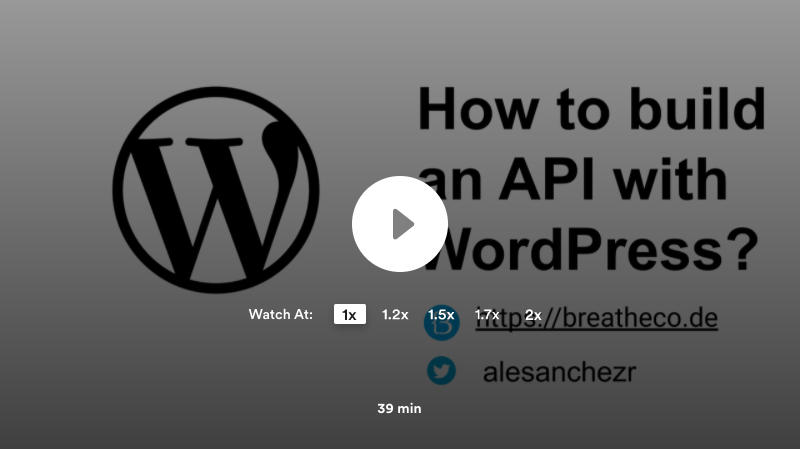 How to build
an API with
WordPress?
Watch At: 1x 1.2x 1.5x 1.7x 2x
https://breatheco.de
alesanchezr
39 min